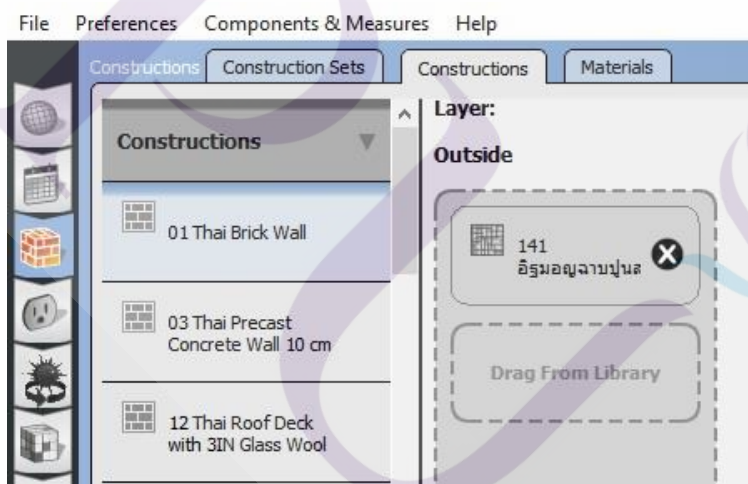 File Preferences Components & Measures Help
Constructions Construction Sets Constructions Materials
Constructions
01 Thai Brick Wall
03 Thai Precast
Concrete Wall 10 cm
12 Thai Roof Deck
with 3IN Glass Wool
Layer:
Outside
141
อิฐมอญฉาบปูนส
Drag From Library